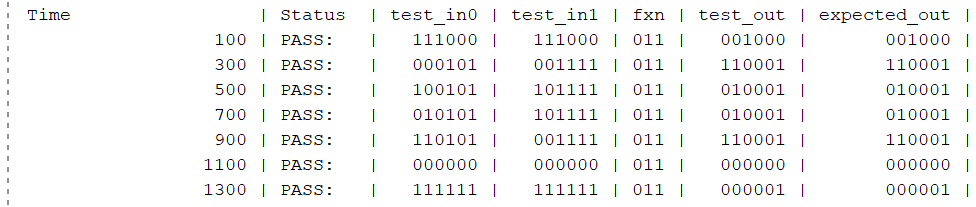 Time | Status | test_in0 | test_in1 | fxn | test_out | expected_out |
100 | PASS: | 111000 | 111000 | 011 | 001000 | 001000 |
300 | PASS: | 000101 | 001111 | 011 | 110001 | 110001 |
500 | PASS: | 100101 | 101111 | 011 | 010001 | 010001 |
700 | PASS: | 010101 | 101111 | 011 | 010001 | 010001 |
900 | PASS: | 110101 | 001111 | 011 | 110001 | 110001 |
1100 | PASS: | 000000 | 000000 | 011 | 000000 | 000000 |
1300 | PASS: | 111111 | 111111 | 011 | 000001 | 000001 |